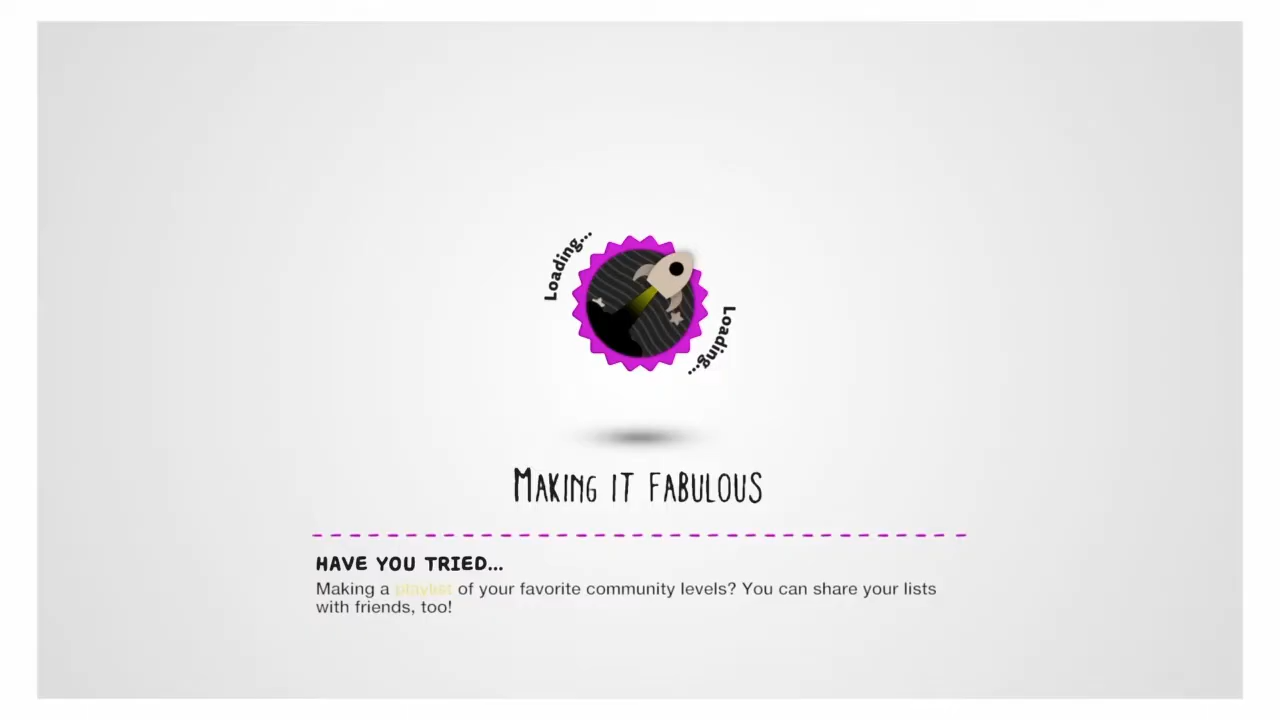 Loading...
Loading...
Making it fabulous
HAVE YOU TRIED...
Making a playlist of your favorite community levels? You can share your lists
with friends, too!